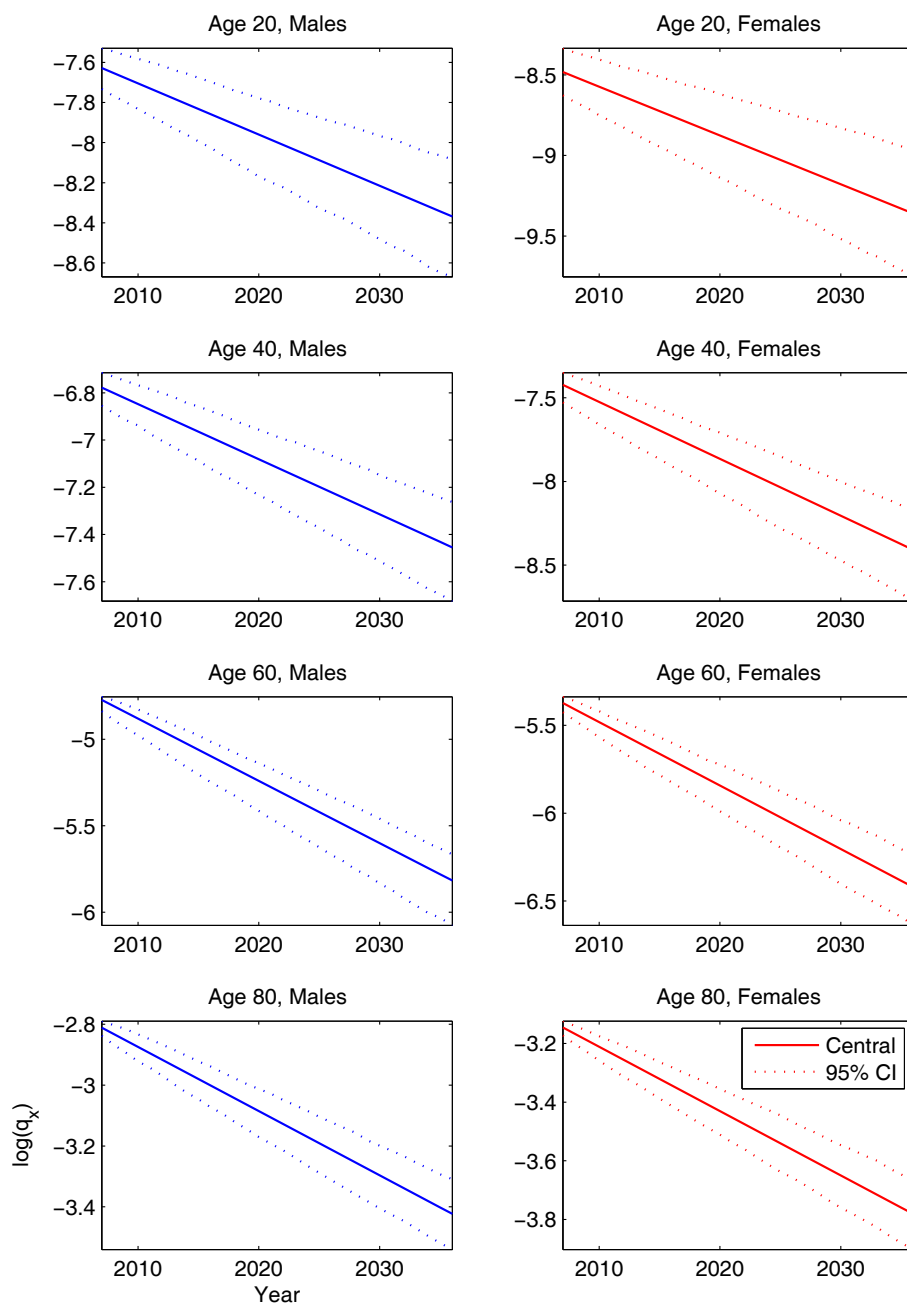 Age 20, Males
−7.6
−7.8
−8
−8.2
−8.4
−8.6
2010 2020 2030
Age 20, Females
−8.5
−9
−9.5
2010 2020 2030
Age 40, Males
−6.8
−7
−7.2
−7.4
−7.6
2010 2020 2030
Age 40, Females
−7.5
−8
−8.5
2010 2020 2030
Age 60, Males
−5
−5.5
−6
2010 2020 2030
Age 60, Females
−5.5
−6
−6.5
2010 2020 2030
Age 80, Males
−2.8
−3
−3.2
−3.4
log(q_x)
2010 2020 2030
Year
Age 80, Females
−3.2
−3.4
−3.6
−3.8
Central
95% CI
2010 2020 2030